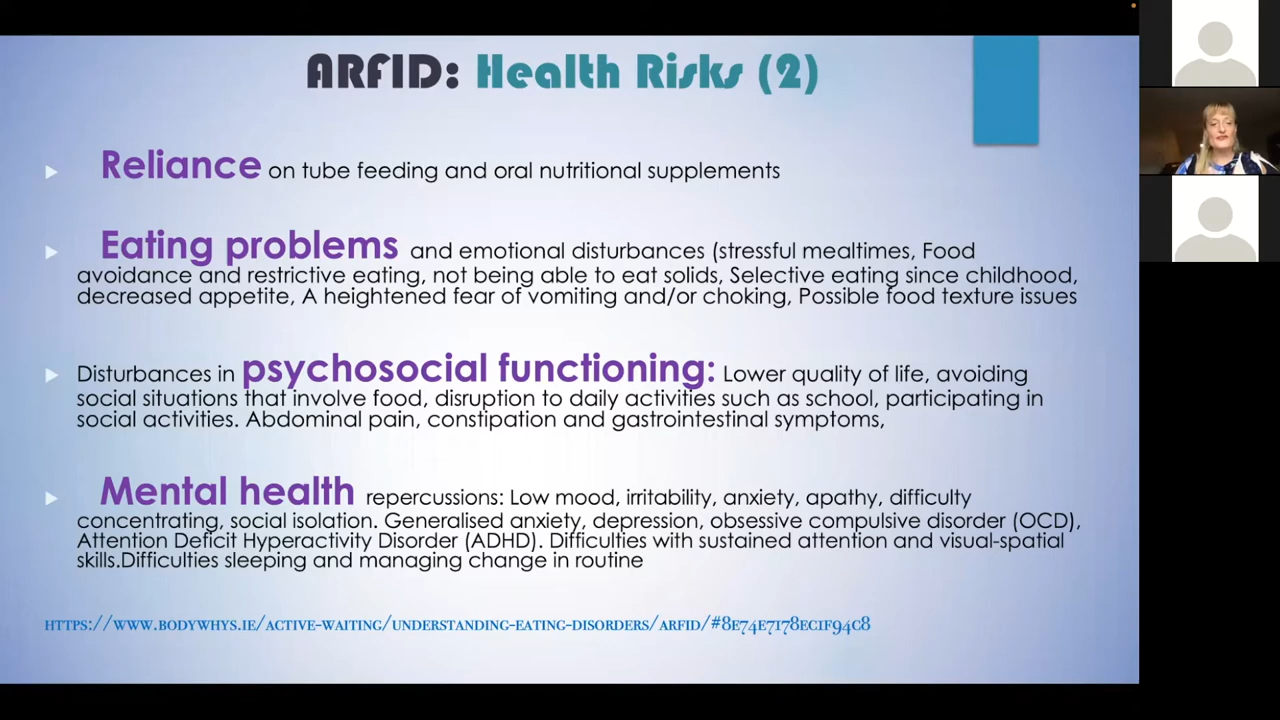 ARFID: Health Risks (2)
Reliance on tube feeding and oral nutritional supplements
Eating problems and emotional disturbances (stressful mealtimes, Food
avoidance and restrictive eating, not being able to eat solids, Selective eating since childhood,
decreased appetite, A heightened fear of vomiting and/or choking, Possible food texture issues
Disturbances in psychosocial functioning: Lower quality of life, avoiding
social situations that involve food, disruption to daily activities such as school, participating in
social activities. Abdominal pain, constipation and gastrointestinal symptoms,
Mental health repercussions: Low mood, irritability, anxiety, apathy, difficulty
concentrating, social isolation. Generalised anxiety, depression, obsessive compulsive disorder (OCD),
Attention Deficit Hyperactivity Disorder (ADHD). Difficulties with sustained attention and visual-spatial
skills.Difficulties sleeping and managing change in routine
HTTPS://WWW.BODYWHYS.IE/ACTIVE-WAITING/UNDERSTANDING-EATING-DISORDERS/ARFID/#8E74E7178EC1F94C8